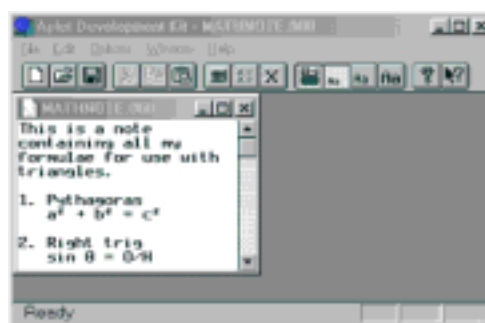 Aplet Development Kit - MATHNOTE.000
File Edit Options Window Help
MATHNOTE.000
This is a note
containing all my
formulae for use with
triangles.
1. Pythagoras
a² + b² = c²
2. Right trig
sin θ = O/H
Ready